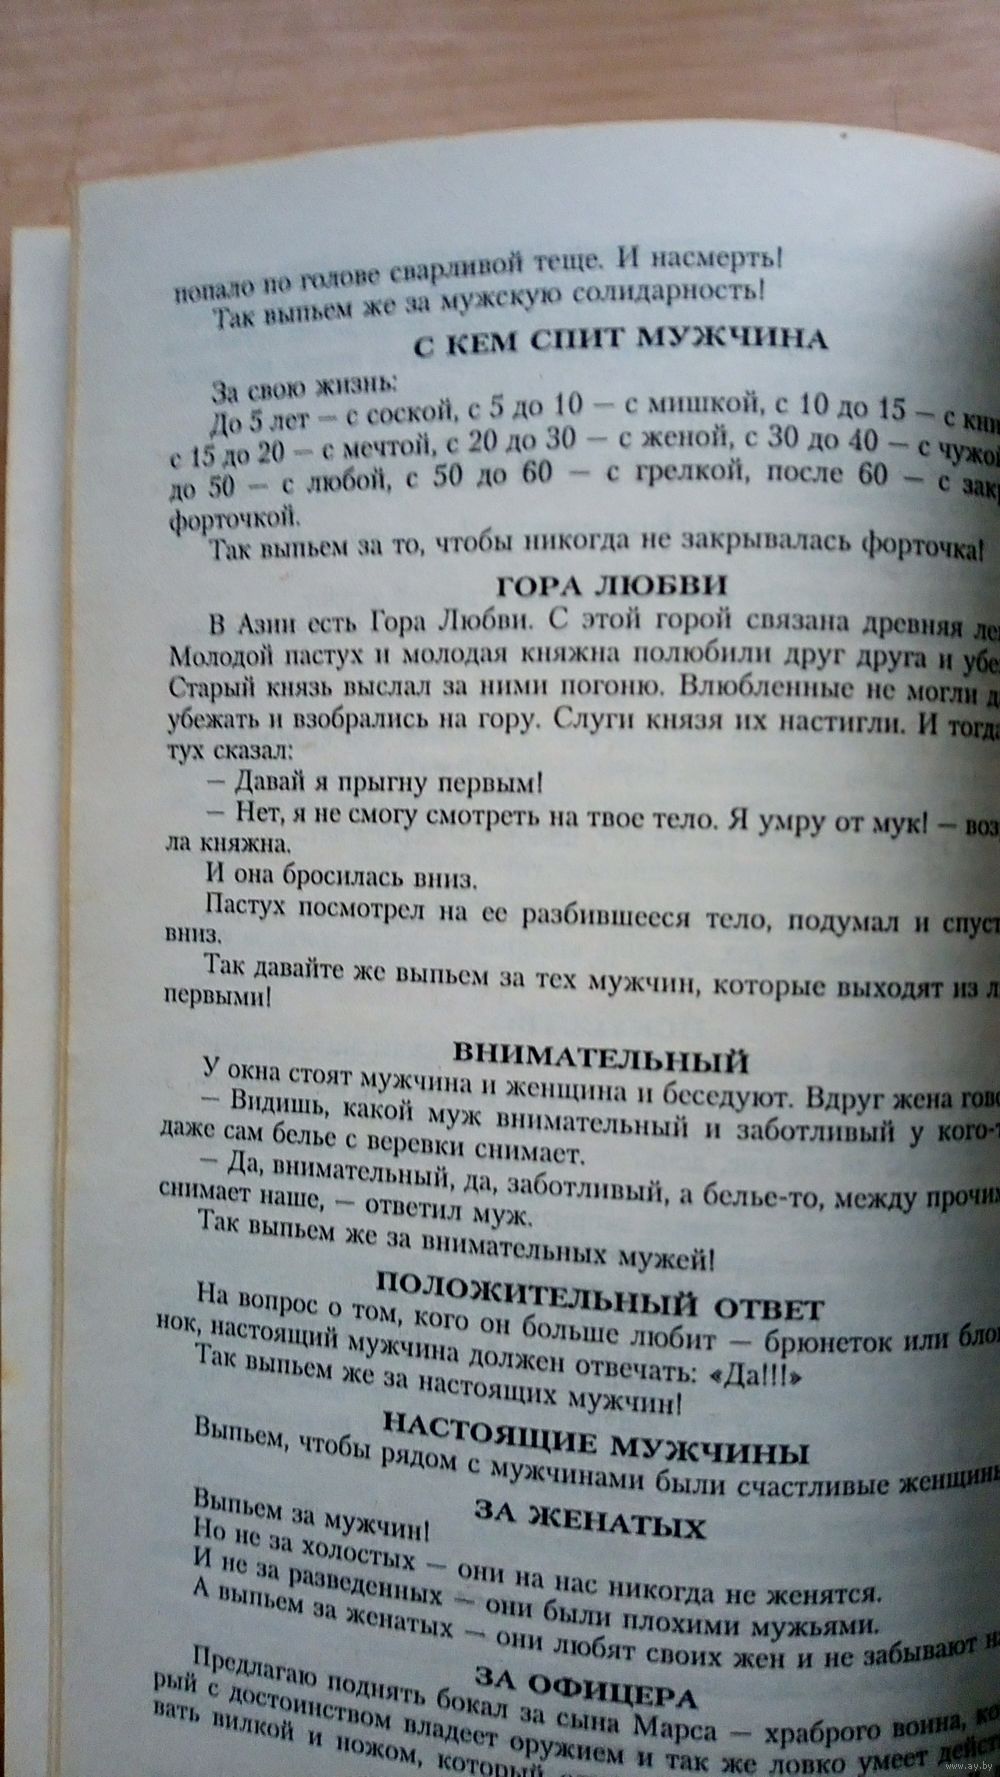 попало по голове сварливой теще. И насмерть!
Так выпьем же за мужскую солидарность!
С КЕМ СПИТ МУЖЧИНА
За свою жизнь:
До 5 лет — с соской, с 5 до 10 — с мишкой, с 10 до 15 — с
с 15 до 20 — с мечтой, с 20 до 30 — с женой, с 30 до 40 — с чужой
до 50 — с любой, с 50 до 60 — с грелкой, после 60 — с
форточкой.
Так выпьем за то, чтобы никогда не закрывалась форточка!
ГОРА ЛЮБВИ
В Азии есть Гора Любви. С этой горой связана древняя
Молодой пастух и молодая княжна полюбили друг друга и
Старый князь выслал за ними погоню. Влюбленные не могли
убежать и взобрались на гору. Слуги князя их настигли. И тогда
тух сказал:
— Давай я прыгну первым!
— Нет, я не смогу смотреть на твое тело. Я умру от мук! —
ла княжна.
И она бросилась вниз.
Пастух посмотрел на ее разбившееся тело, подумал и
вниз.
Так давайте же выпьем за тех мужчин, которые выходят из
первыми!
ВНИМАТЕЛЬНЫЙ
У окна стоят мужчина и женщина и беседуют. Вдруг жена
— Видишь, какой муж внимательный и заботливый у кого-
даже сам белье с веревки снимает.
— Да, внимательный, да, заботливый, а белье-то, между
снимает наше, — ответил муж.
Так выпьем же за внимательных мужей!
ПОЛОЖИТЕЛЬНЫЙ ОТВЕТ
На вопрос о том, кого он больше любит — брюнеток или
нок, настоящий мужчина должен отвечать: «Да!!!»
Так выпьем же за настоящих мужчин!
НАСТОЯЩИЕ МУЖЧИНЫ
Выпьем, чтобы рядом с мужчинами были счастливые женщины
ЗА ЖЕНАТЫХ
Выпьем за мужчин!
Но не за холостых — они на нас никогда не женятся.
И не за разведенных — они были плохими мужьями.
А выпьем за женатых — они любят своих жен и не забывают
ЗА ОФИЦЕРА
Предлагаю поднять бокал за сына Марса — храброго воина,
рый с достоинством владеет оружием и так же ловко умеет
вать вилкой и ножом, который
www.ay.by